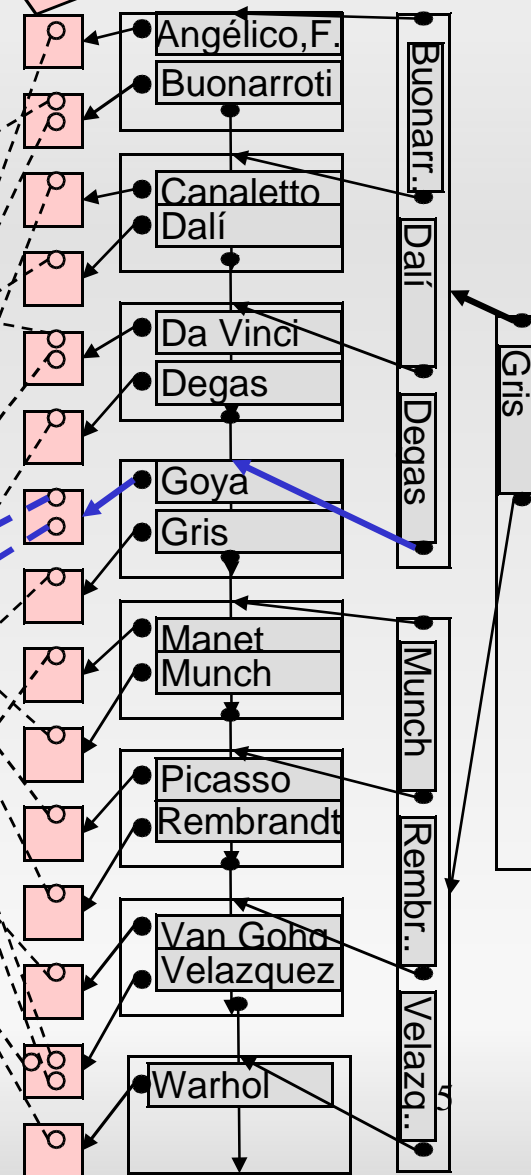 Angélico,F.
Buonarroti
Canaletto
Dalí
Da Vinci
Degas
Goya
Gris
Manet
Munch
Picasso
Rembrandt
Van Gohg
Velazquez
Warhol
Buonarr..
Dalí
Degas
Munch
Rembr..
Velazq..
Gris
5